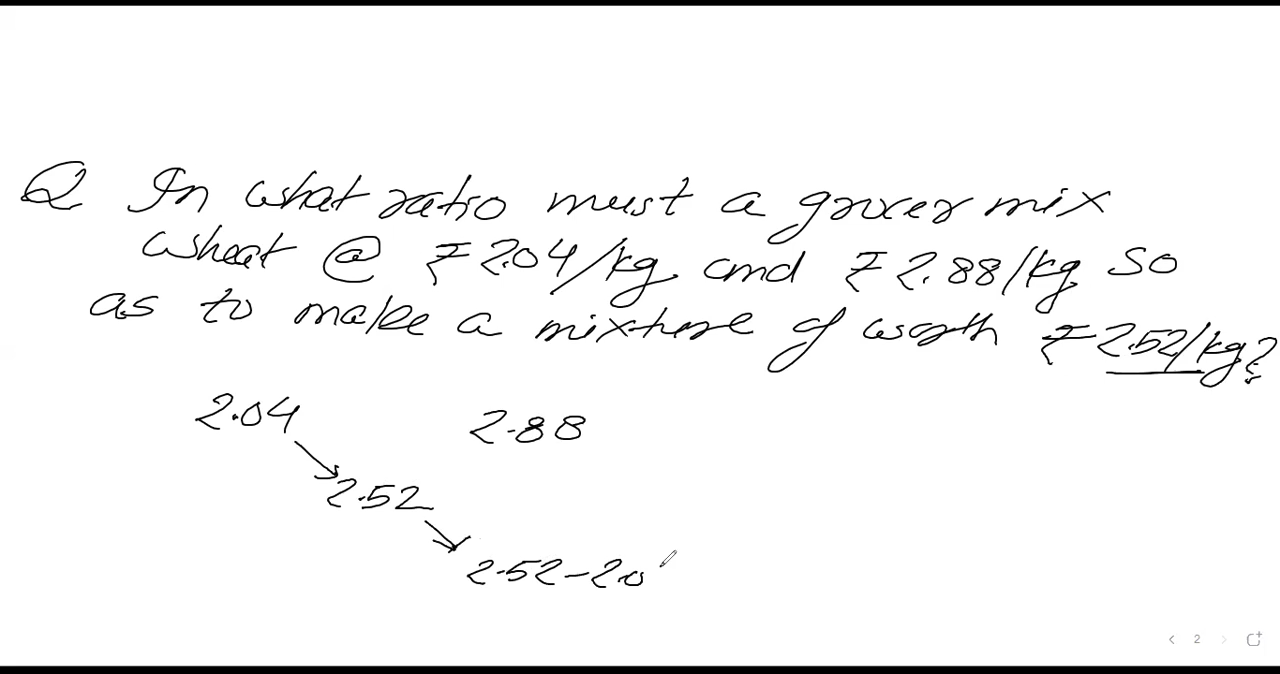 Q In what ratio must a grocer mix
wheat @ ₹2.04/kg and ₹2.88/kg so
as to make a mixture of worth ₹2.52/kg?
2.04 2.88
2.52
2.52-2.0
2